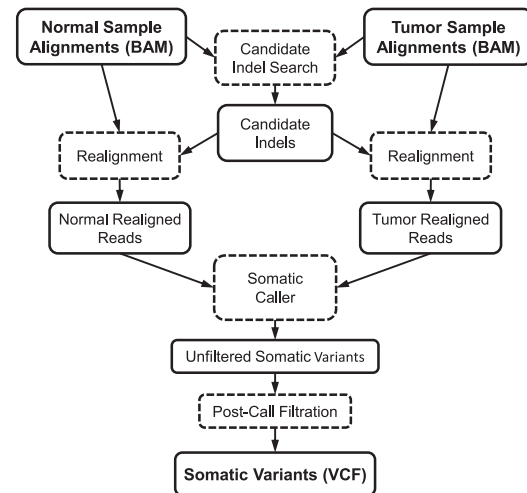 Normal Sample
Alignments (BAM)
Candidate
Indel Search
Tumor Sample
Alignments (BAM)
Candidate
Indels
Realignment
Realignment
Normal Realigned
Reads
Tumor Realigned
Reads
Somatic
Caller
Unfiltered Somatic Variants
Post-Call Filtration
Somatic Variants (VCF)